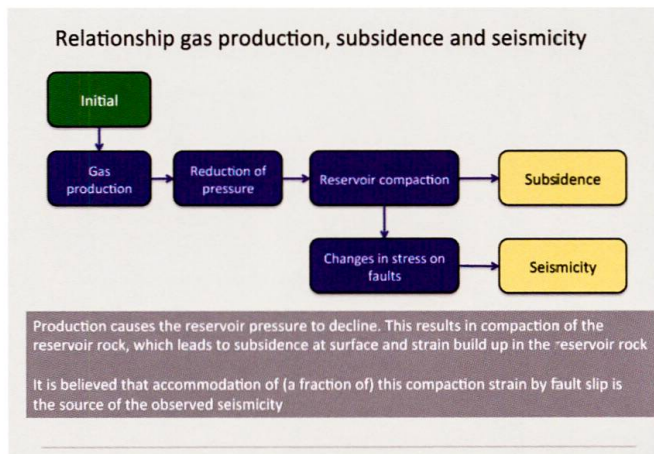 Relationship gas production, subsidence and seismicity
Initial
Gas
production
Reduction of
pressure
Reservoir compaction
Subsidence
Changes in stress on
faults
Seismicity
Production causes the reservoir pressure to decline. This results in compaction of the
reservoir rock, which leads to subsidence at surface and strain build up in the reservoir rock
It is believed that accommodation of (a fraction of) this compaction strain by fault slip is
the source of the observed seismicity